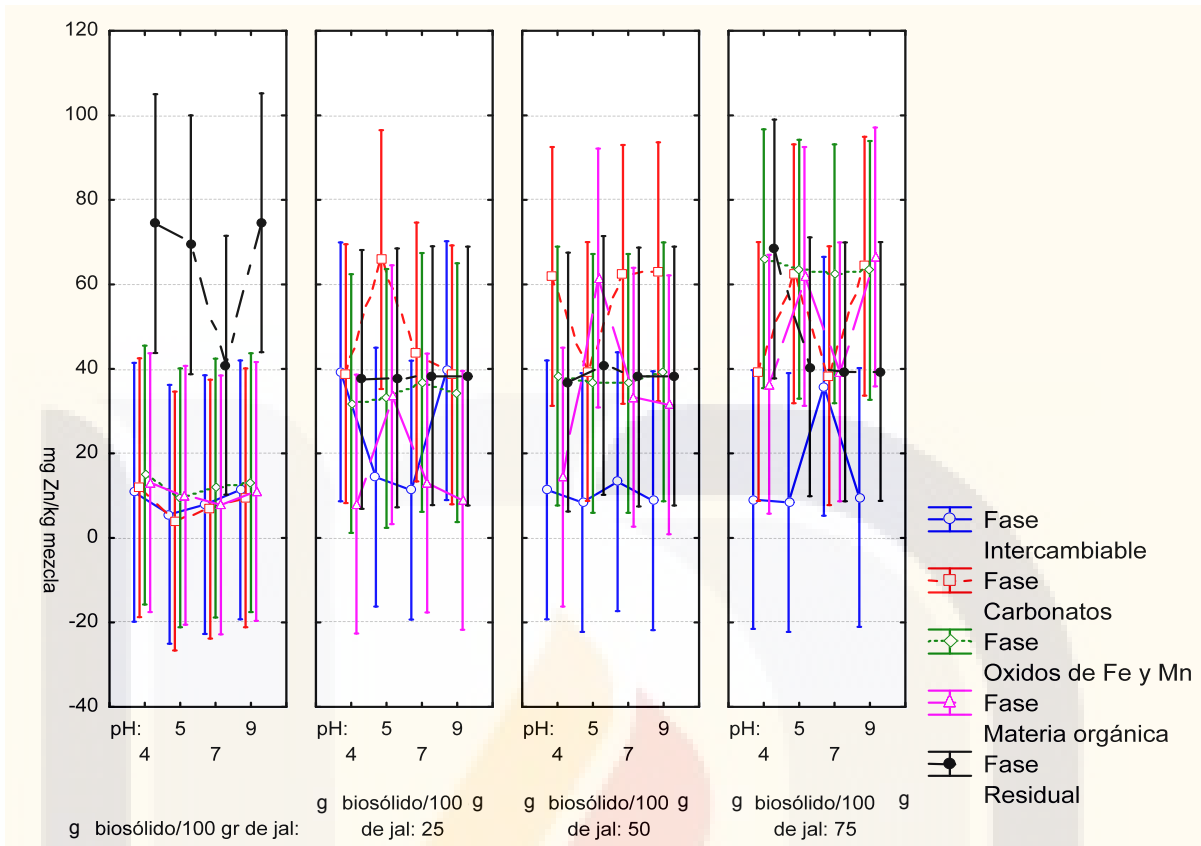 120
100
80
60
40
20
0
-20
-40
mg Zn/kg mezcla
pH: 4 5 7 9
pH: 4 5 7 9
pH: 4 5 7 9
pH: 4 5 7 9
g biosólido/100 gr de jal:
g biosólido/100 g
de jal: 25
g biosólido/100 g
de jal: 50
g biosólido/100 g
de jal: 75
Fase
Intercambiable
Fase
Carbonatos
Fase
Oxidos de Fe y Mn
Fase
Materia orgánica
Fase
Residual